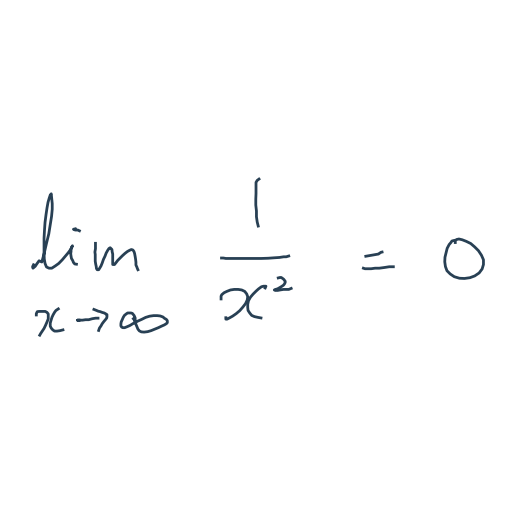 lim x→∞ 1/x² = 0